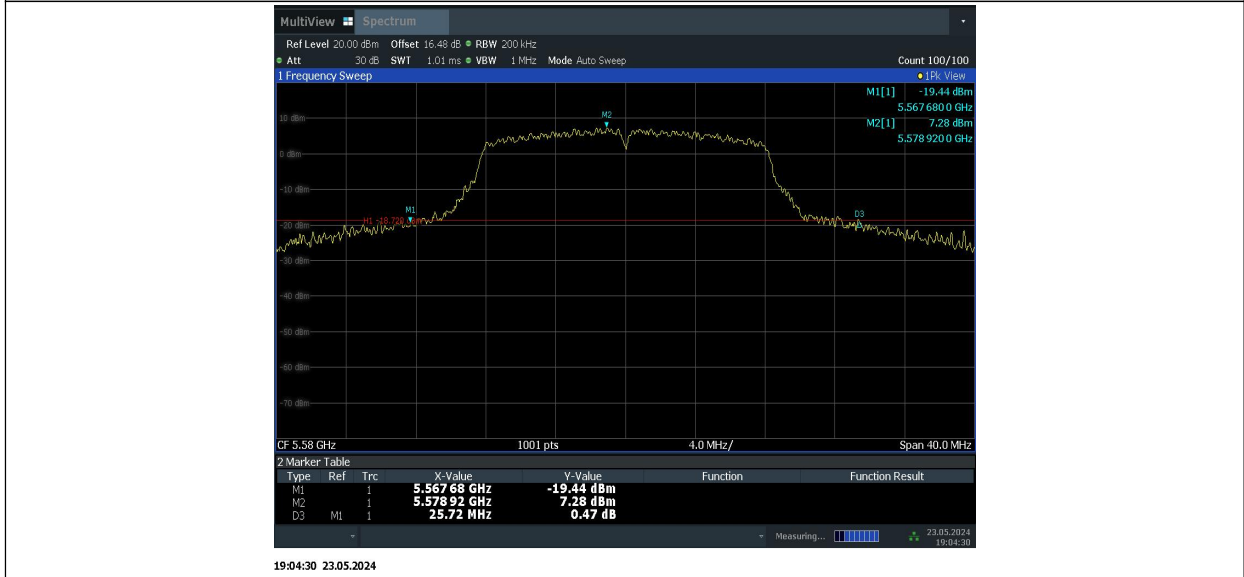 MultiView Spectrum
Ref Level 20.00 dBm Offset 16.48 dB RBW 200 kHz
Att 30 dB SWT 1.01 ms VBW 1 MHz Mode Auto Sweep Count 100/100
1 Frequency Sweep 1Pk View
M1[1] -19.44 dBm
5.567 680 0 GHz
M2[1] 7.28 dBm
5.578 920 0 GHz
M2
10 dBm
0 dBm
-10 dBm
M1
D3
H1 -18.720 dBm
-20 dBm
-30 dBm
-40 dBm
-50 dBm
-60 dBm
-70 dBm
CF 5.58 GHz 1001 pts 4.0 MHz/ Span 40.0 MHz
2 Marker Table
Type Ref Trc X-Value Y-Value Function Function Result
M1 1 5.567 68 GHz -19.44 dBm
M2 1 5.578 92 GHz 7.28 dBm
D3 M1 1 25.72 MHz 0.47 dB
Measuring... 23.05.2024
19:04:30
19:04:30 23.05.2024